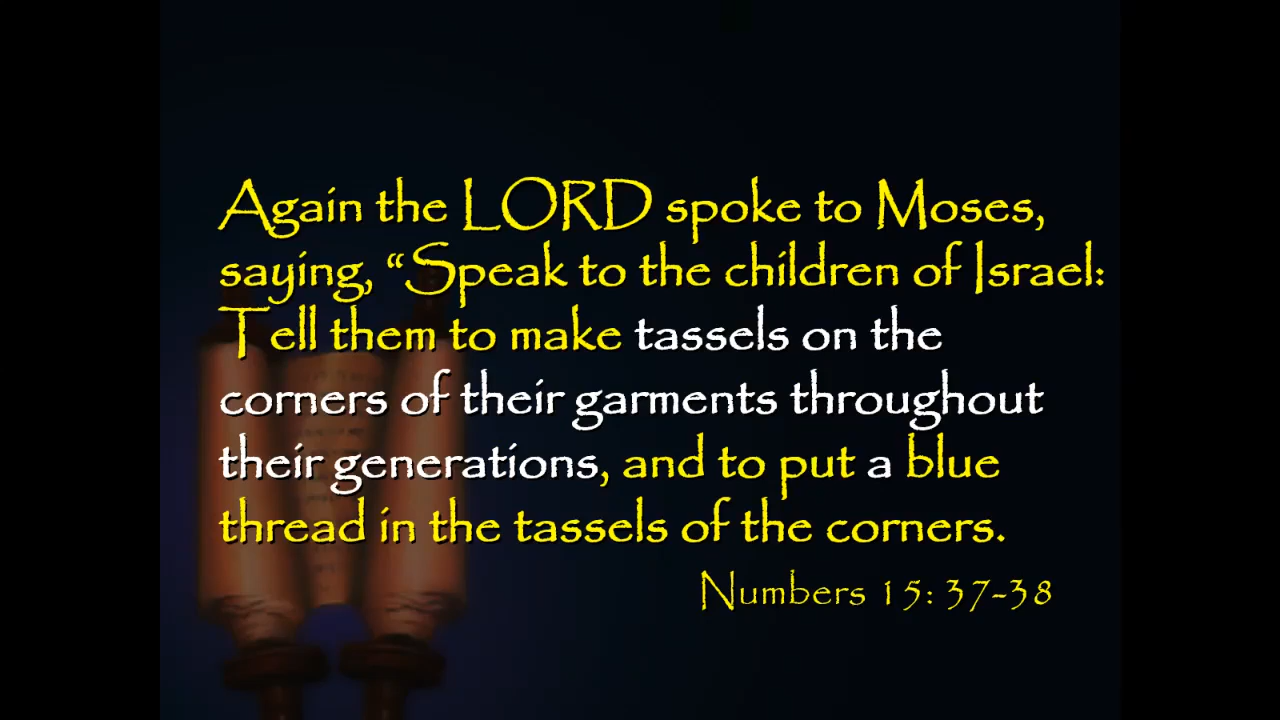 Again the LORD spoke to Moses,
saying, “Speak to the children of Israel:
Tell them to make tassels on the
corners of their garments throughout
their generations, and to put a blue
thread in the tassels of the corners.
Numbers 15: 37-38